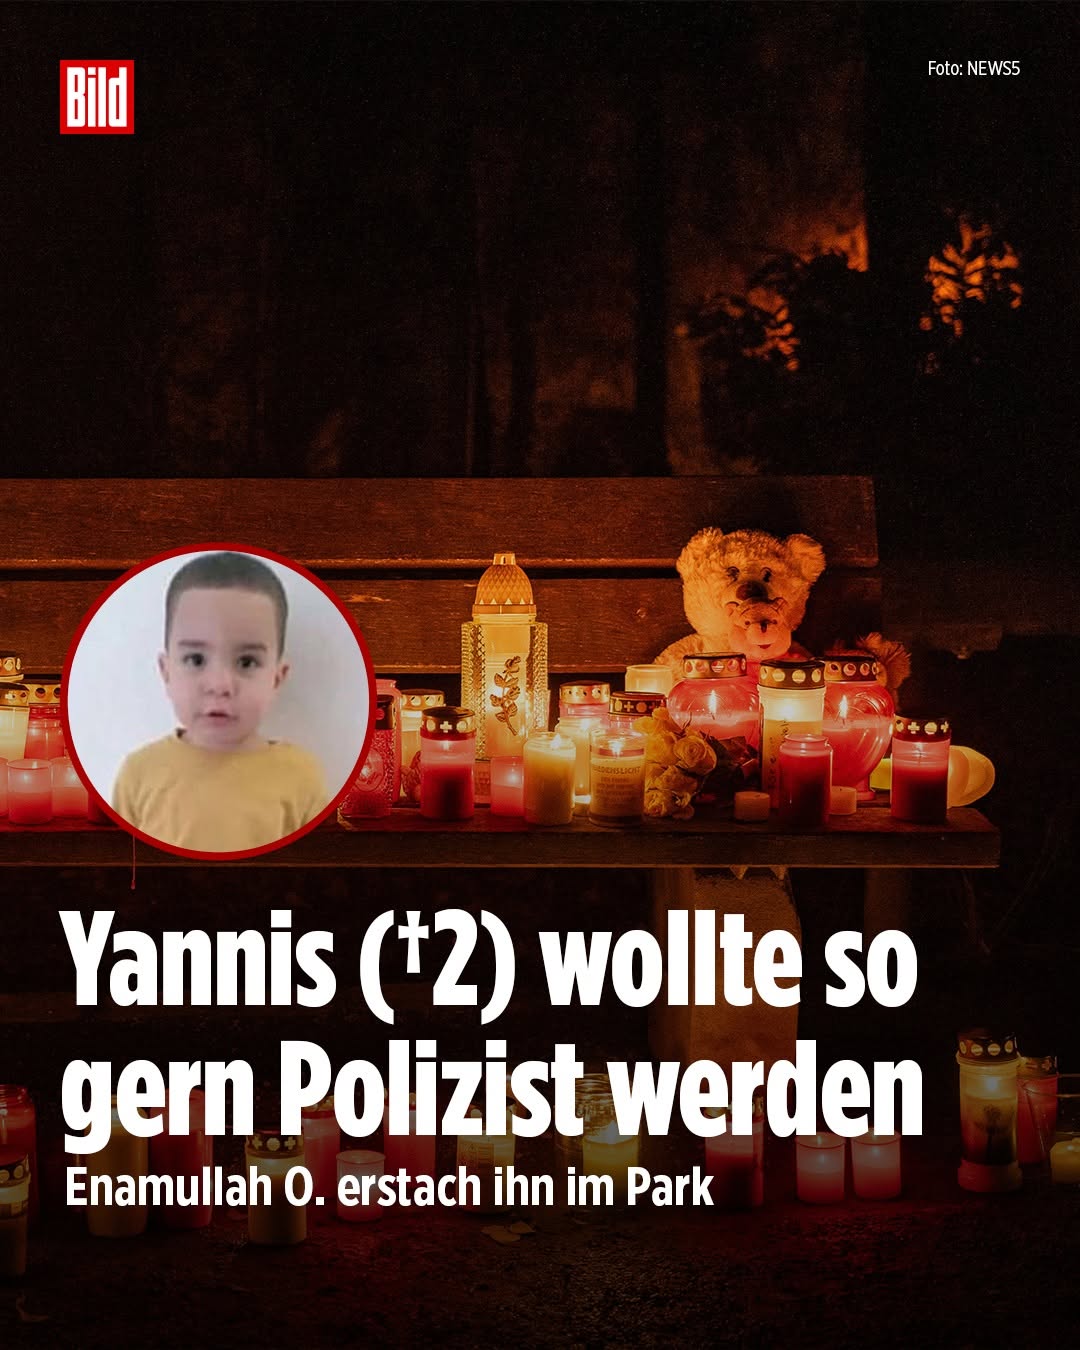 Bild
Foto: NEWS5
Yannis (†2) wollte so
gern Polizist werden
Enamullah O. erstach ihn im Park